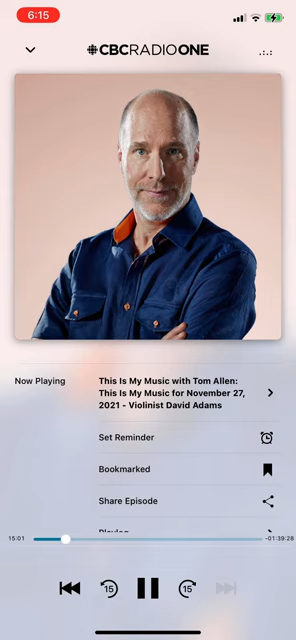 6:15
CBCRADIOONE
Now Playing
This Is My Music with Tom Allen:
This Is My Music for November 27,
2021 - Violinist David Adams
Set Reminder
Bookmarked
Share Episode
15:01
-01:39:28
15
15